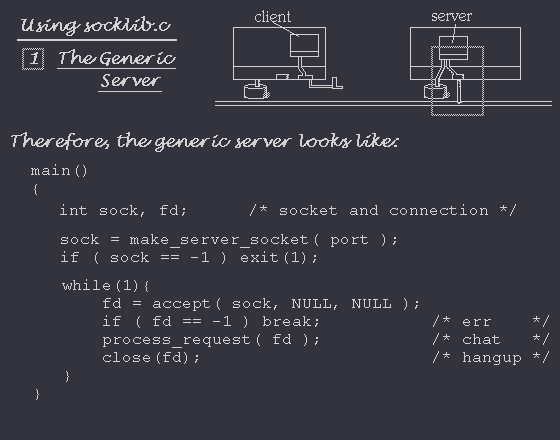 Using socklib.c
1 The Generic
Server
client
server
Therefore, the generic server looks like:
main()
{
int sock, fd; /* socket and connection */
sock = make_server_socket( port );
if ( sock == -1 ) exit(1);
while(1){
fd = accept( sock, NULL, NULL );
if ( fd == -1 ) break; /* err */
process_request( fd ); /* chat */
close(fd); /* hangup */
}
}